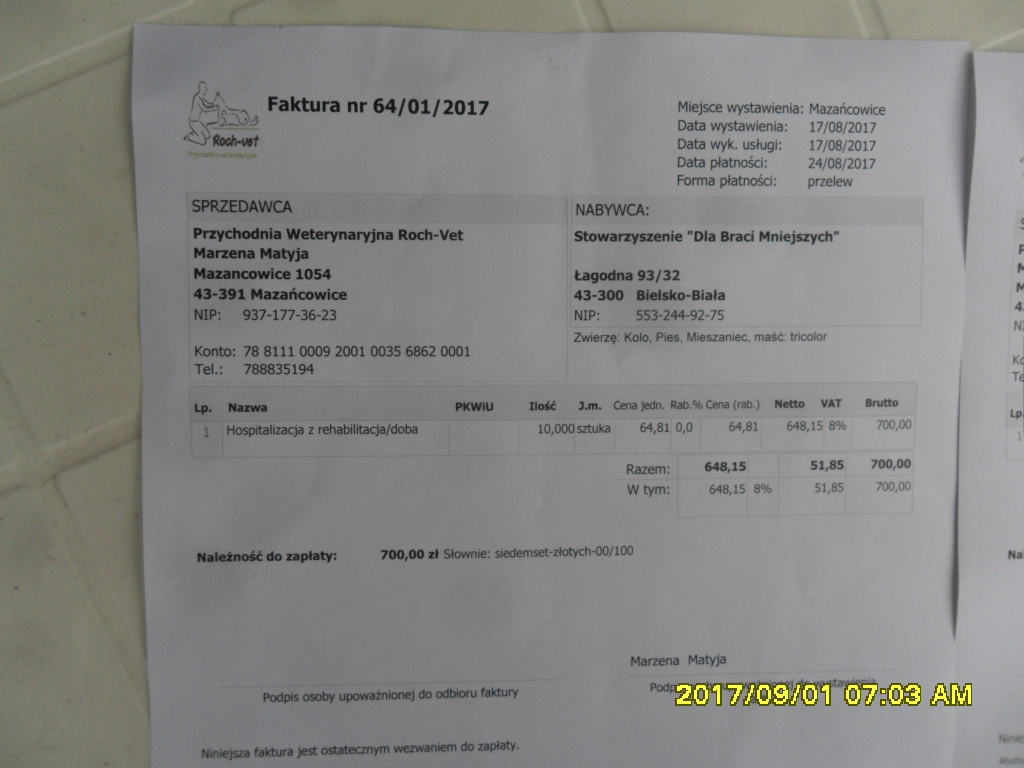 Roch-vet
Przychodnia weterynaryjna
Faktura nr 64/01/2017
Miejsce wystawienia: Mazańcowice
Data wystawienia: 17/08/2017
Data wyk. usługi: 17/08/2017
Data płatności: 24/08/2017
Forma płatności: przelew
SPRZEDAWCA
Przychodnia Weterynaryjna Roch-Vet
Marzena Matyja
Mazancowice 1054
43-391 Mazańcowice
NIP: 937-177-36-23
Konto: 78 8111 0009 2001 0035 6862 0001
Tel.: 788835194
NABYWCA:
Stowarzyszenie "Dla Braci Mniejszych"
Łagodna 93/32
43-300 Bielsko-Biała
NIP: 553-244-92-75
Zwierzę: Kolo, Pies, Mieszaniec, maść: tricolor
Lp. Nazwa PKWiU Ilość J.m. Cena jedn. Rab.% Cena (rab.) Netto VAT Brutto
1 Hospitalizacja z rehabilitacja/doba 10,000 sztuka 64,81 0,0 64,81 648,15 8% 700,00
Razem: 648,15 51,85 700,00
W tym: 648,15 8% 51,85 700,00
Należność do zapłaty: 700,00 zł Słownie: siedemset-złotych-00/100
Marzena Matyja
Podpis osoby upoważnionej do odbioru faktury
2017/09/01 07:03 AM
Niniejsza faktura jest ostatecznym wezwaniem do zapłaty.